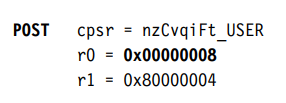 POST cpsr = nzCvqiFt_USER
r0 = 0x00000008
r1 = 0x80000004